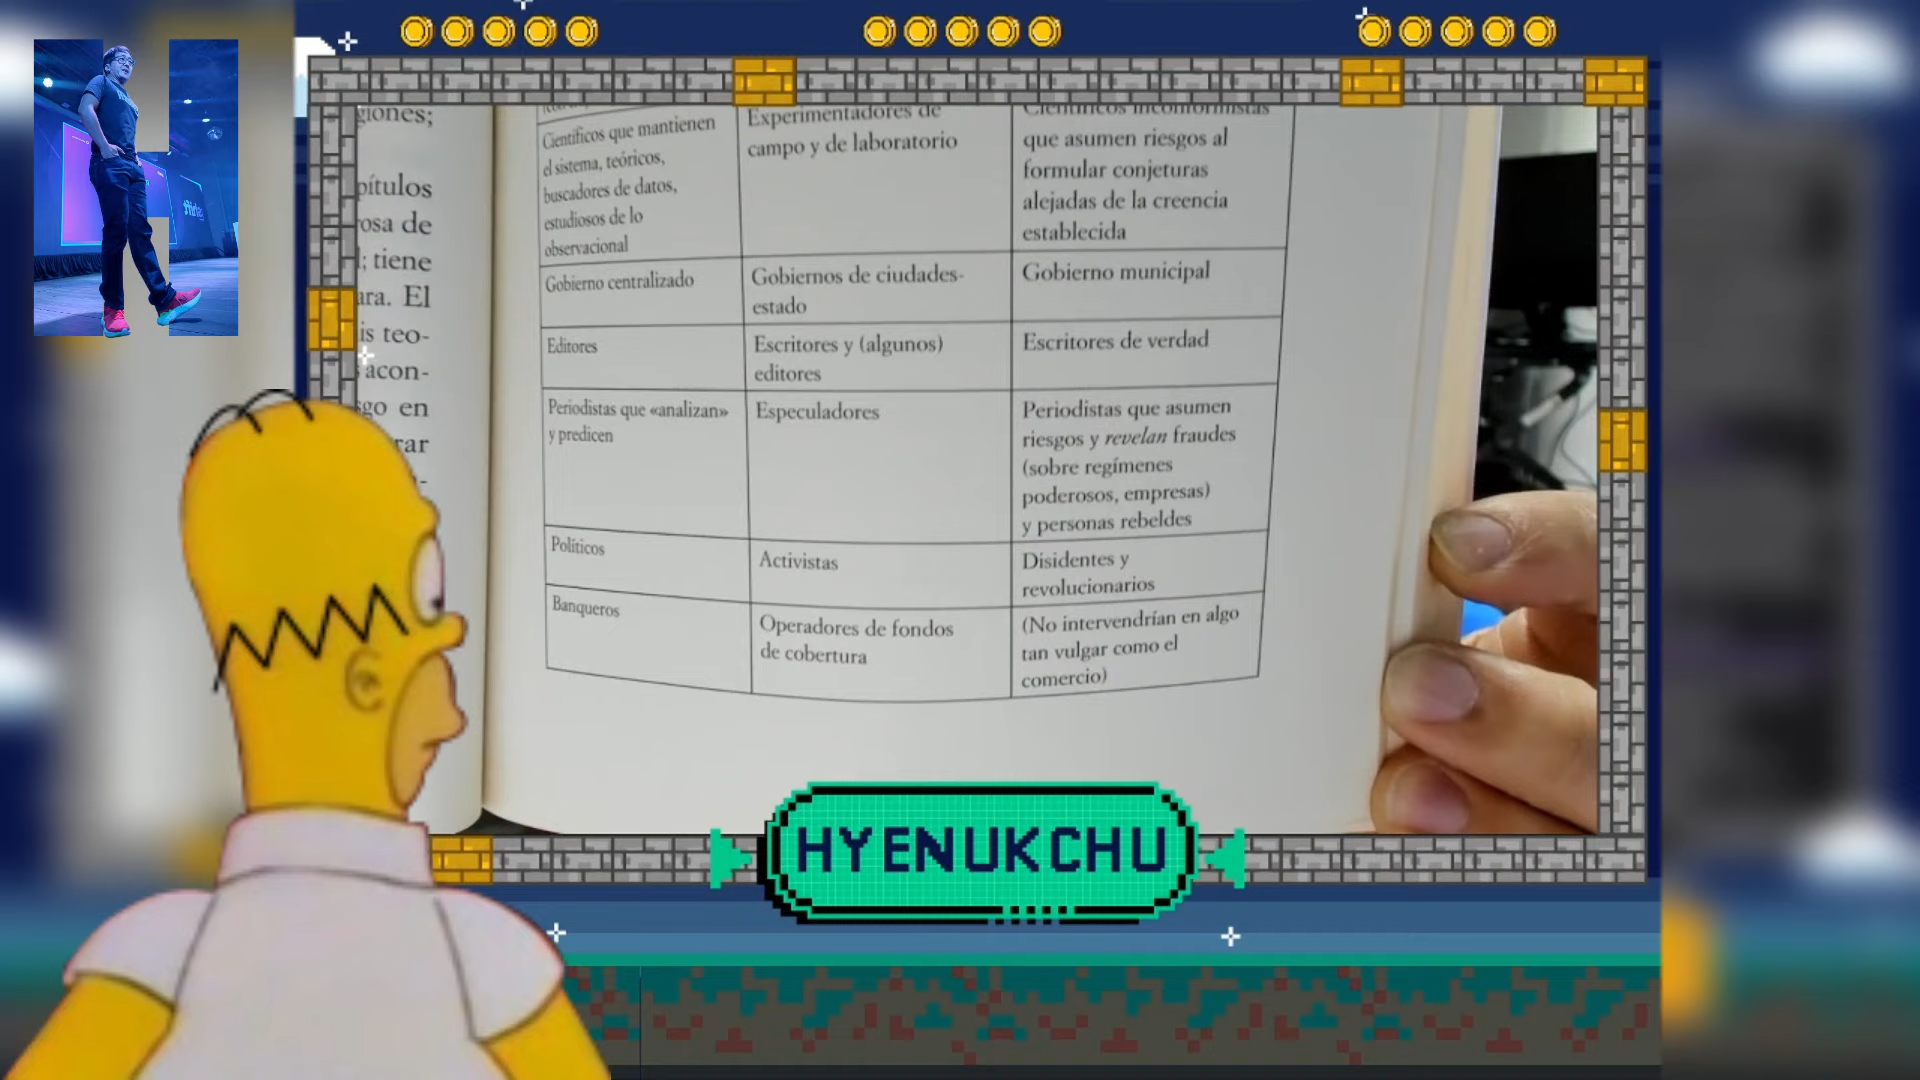 giones;
pítulos
osa de
; tiene
ara. El
is teo-
acon-
sgo en
rar
Científicos que mantienen
el sistema, teóricos,
buscadores de datos,
estudiosos de lo
observacional
Experimentadores de
campo y de laboratorio
Científicos inconformistas
que asumen riesgos al
formular conjeturas
alejadas de la creencia
establecida
Gobierno centralizado
Gobiernos de ciudades-
estado
Gobierno municipal
Editores
Escritores y (algunos)
editores
Escritores de verdad
Periodistas que «analizan»
y predicen
Especuladores
Periodistas que asumen
riesgos y revelan fraudes
(sobre regímenes
poderosos, empresas)
y personas rebeldes
Políticos
Activistas
Disidentes y
revolucionarios
Banqueros
Operadores de fondos
de cobertura
(No intervendrían en algo
tan vulgar como el
comercio)
HYENUKCHU